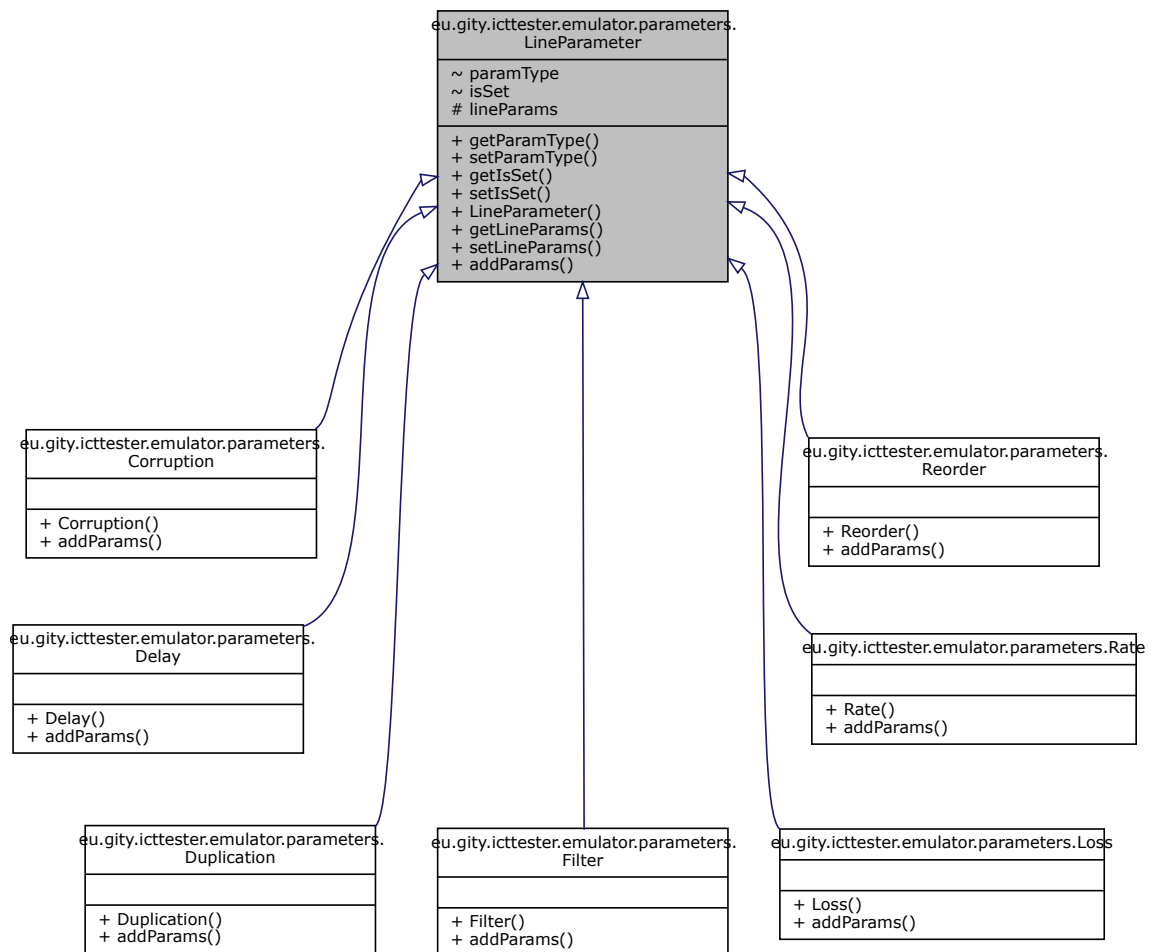 eu.gity.icttester.emulator.parameters.
LineParameter
~ paramType
~ isSet
# lineParams
+ getParamType()
+ setParamType()
+ getIsSet()
+ setIsSet()
+ LineParameter()
+ getLineParams()
+ setLineParams()
+ addParams()
eu.gity.icttester.emulator.parameters.
Corruption
+ Corruption()
+ addParams()
eu.gity.icttester.emulator.parameters.
Reorder
+ Reorder()
+ addParams()
eu.gity.icttester.emulator.parameters.
Delay
+ Delay()
+ addParams()
eu.gity.icttester.emulator.parameters.Rate
+ Rate()
+ addParams()
eu.gity.icttester.emulator.parameters.
Duplication
+ Duplication()
+ addParams()
eu.gity.icttester.emulator.parameters.
Filter
+ Filter()
+ addParams()
eu.gity.icttester.emulator.parameters.Loss
+ Loss()
+ addParams()